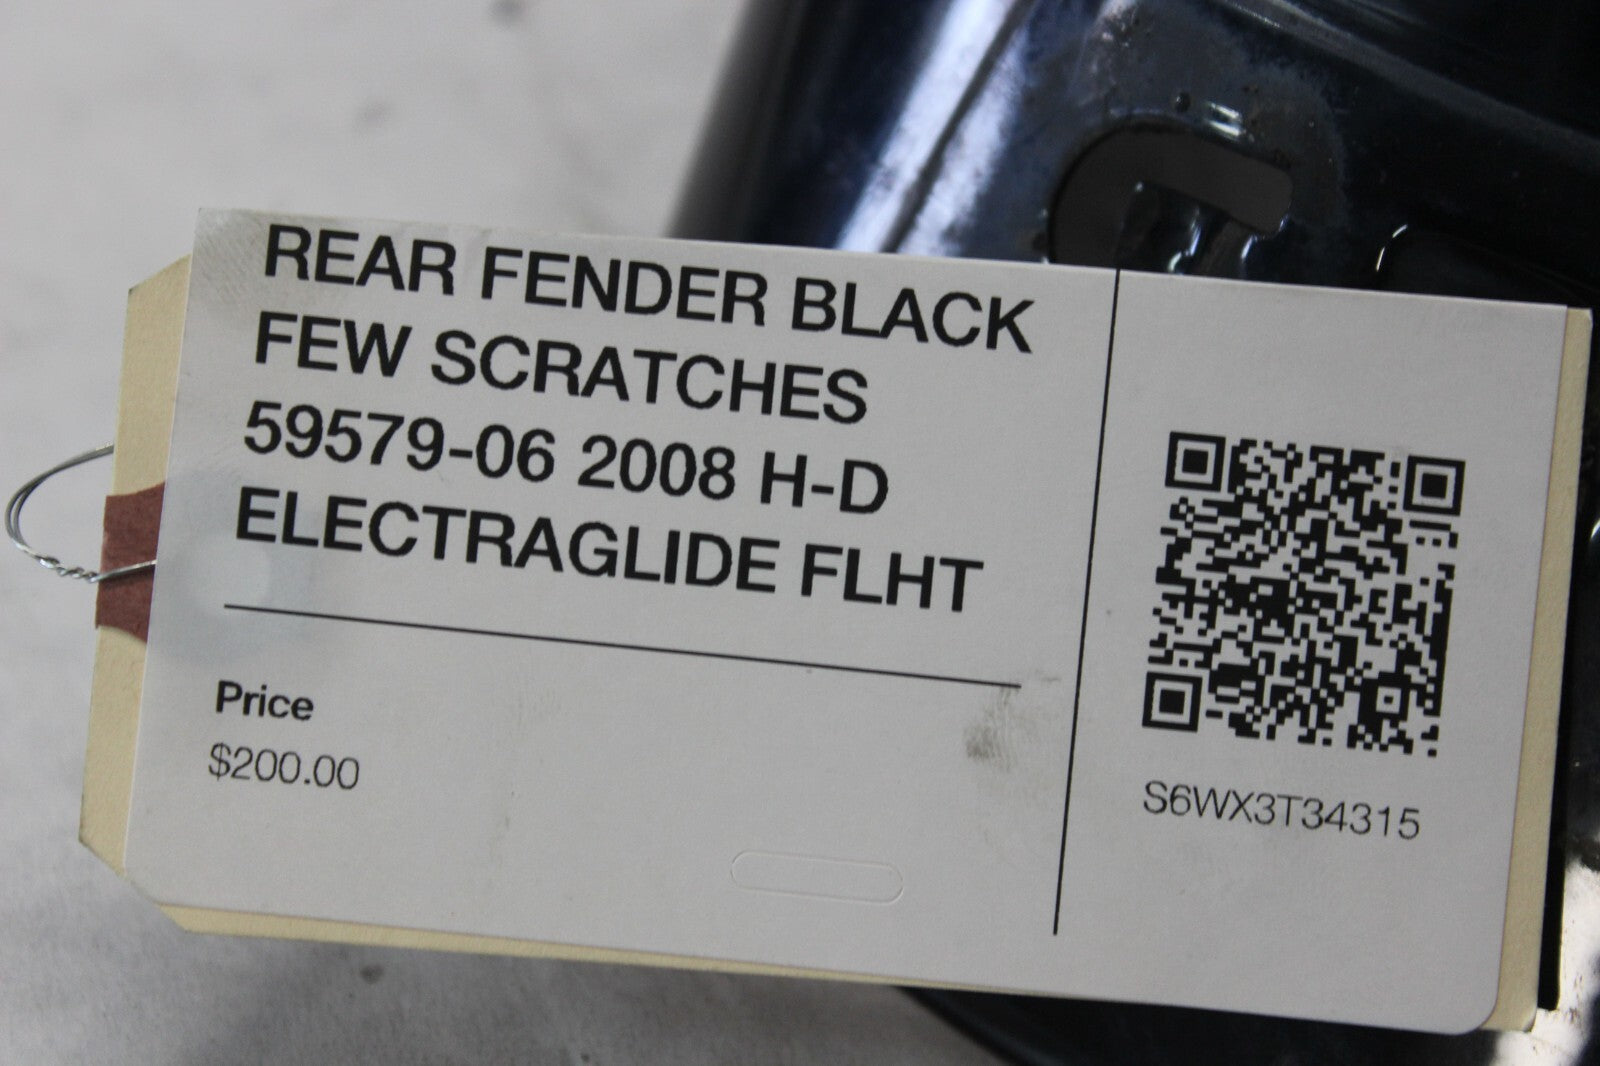 REAR FENDER BLACK
FEW SCRATCHES
59579-06 2008 H-D
ELECTRAGLIDE FLHT
Price
$200.00
S6WX3T34315